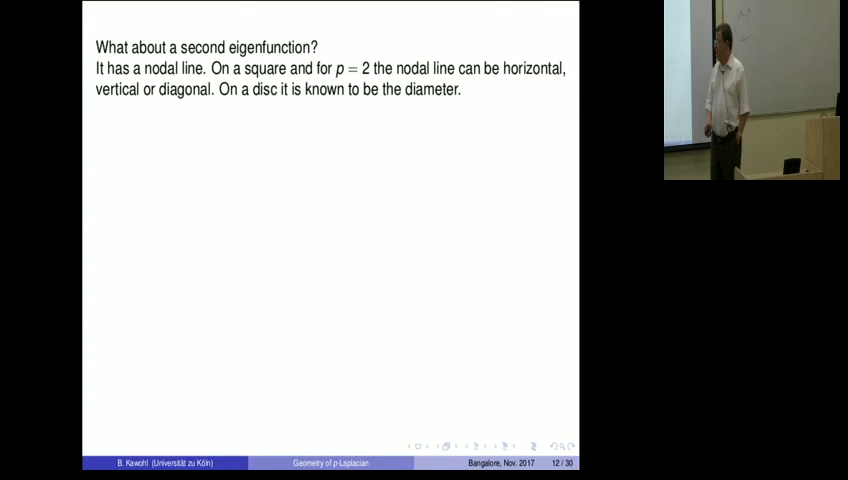 What about a second eigenfunction?
It has a nodal line. On a square and for p = 2 the nodal line can be horizontal,
vertical or diagonal. On a disc it is known to be the diameter.
B. Kawohl (Universität zu Köln)
Geometry of p-Laplacian
Bangalore, Nov. 2017
12 / 30